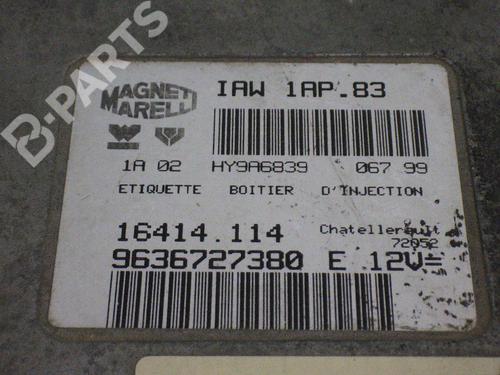 B-PARTS
MAGNETI
MARELLI
IAW 1AP.83
1A 02 HY9A6839 067 99
ETIQUETTE BOITIER D'INJECTION
16414.114 Chatellerault
72052
9636727380 E 12V=